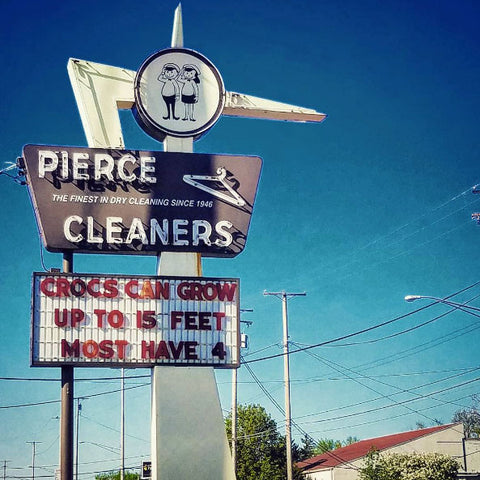 PIERCE
THE FINEST IN DRY CLEANING SINCE 1946
CLEANERS
CROCS CAN GROW
UP TO 15 FEET
MOST HAVE 4